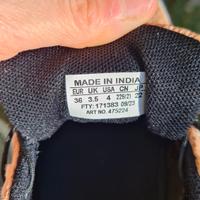 MADE IN INDIA
EUR UK USA CN JP
36 3.5 4 225(2) 22
FTY: 171383 09/23
ART NO. 475224